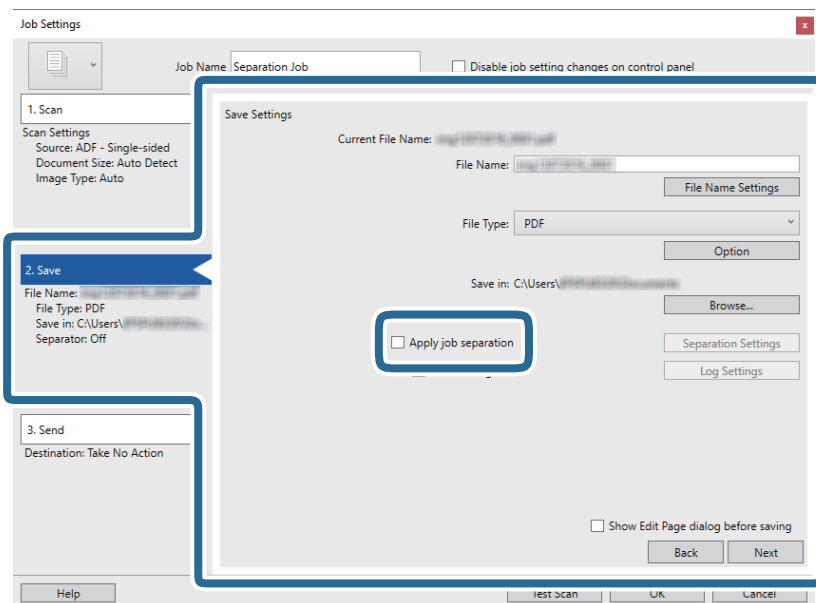 Job Settings
x
Job Name Separation Job
Disable job setting changes on control panel
1. Scan
Scan Settings
Source: ADF - Single-sided
Document Size: Auto Detect
Image Type: Auto
2. Save
File Name:
File Type: PDF
Save in: C:\Users\
Separator: Off
3. Send
Destination: Take No Action
Save Settings
Current File Name:
File Name:
File Name Settings
File Type: PDF
Option
Save in: C:\Users\
Browse...
Apply job separation
Separation Settings
Log Settings
Show Edit Page dialog before saving
Back
Next
Help
Test Scan
OK
Cancel